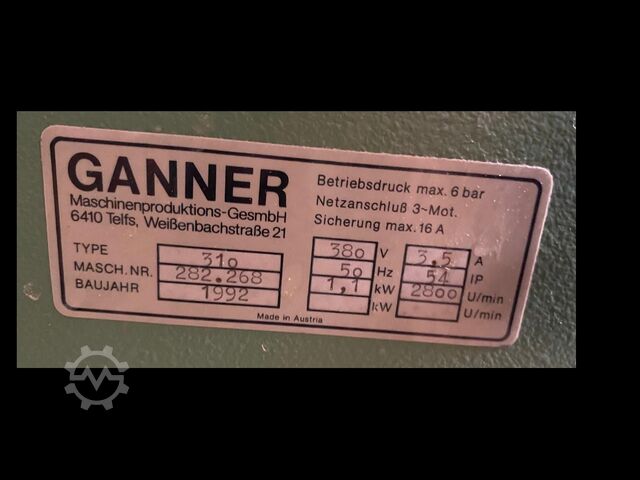 GANNER
Maschinenproduktions-GesmbH
6410 Telfs, Weißenbachstraße 21
Betriebsdruck max. 6 bar
Netzanschluß 3~Mot.
Sicherung max. 16 A
TYPE 310 380 V 3.5 A
MASCH.NR. 282.268 50 Hz 54 IP
BAUJAHR 1992 1,1 kW 2800 U/min
kW U/min
Made in Austria